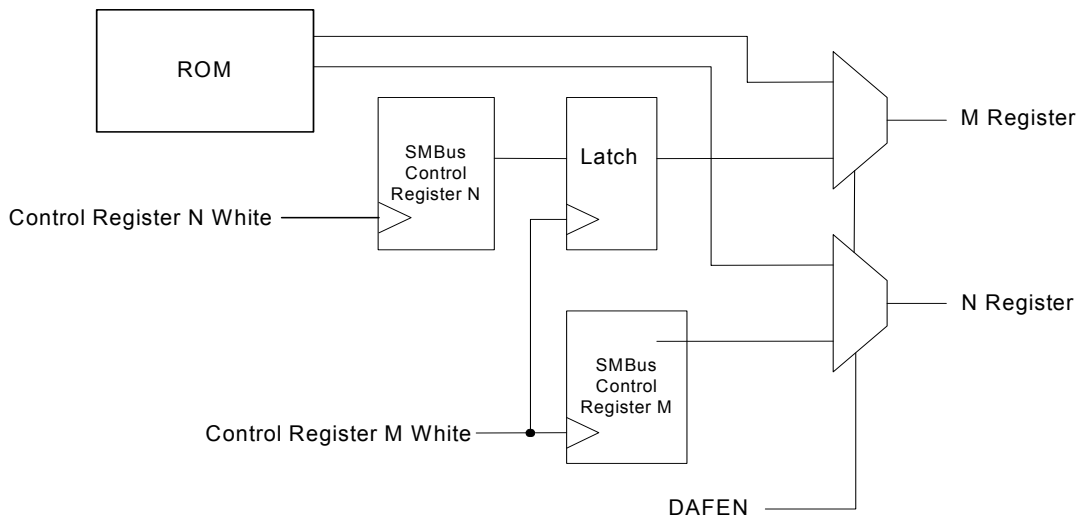 ROM
M Register
SMBus
Control
Register N
Latch
Control Register N White
N Register
SMBus
Control
Register M
Control Register M White
DAFEN